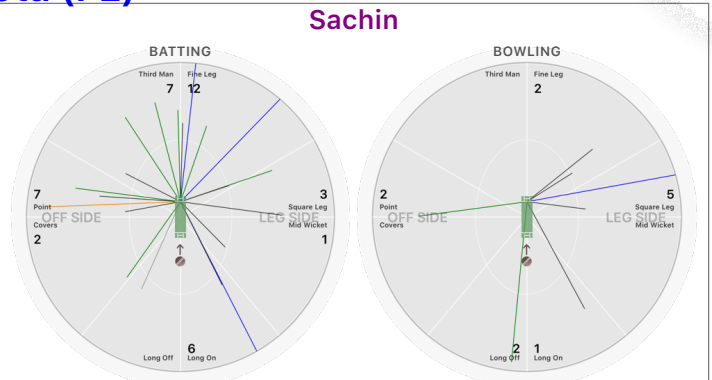 Sachin
BATTING
Third Man Fine Leg
7 12
7 3
Point Square Leg
OFF SIDE LEG SIDE
Covers Mid Wicket
2 1
6
Long Off Long On
BOWLING
Third Man Fine Leg
2
2 5
Point Square Leg
OFF SIDE LEG SIDE
Covers Mid Wicket
2 1
Long Off Long On